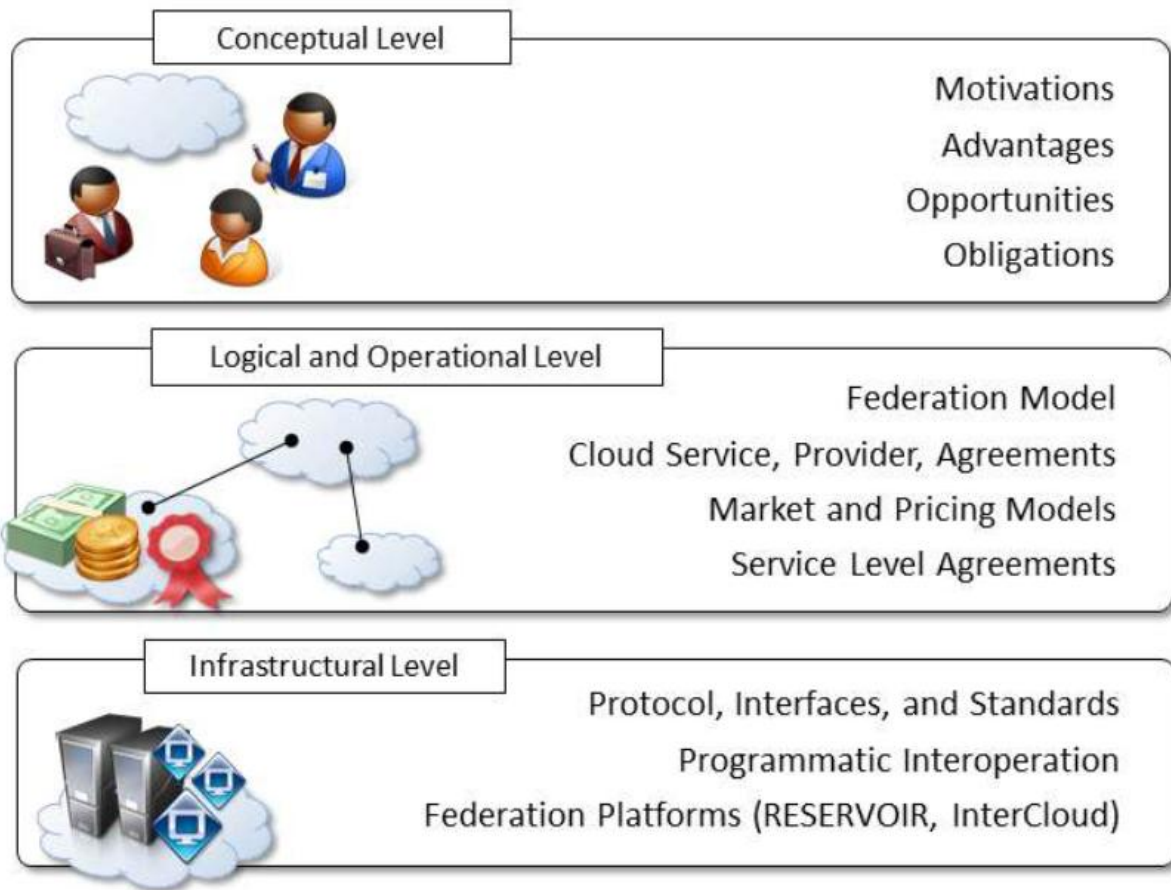 Conceptual Level
Motivations
Advantages
Opportunities
Obligations
Logical and Operational Level
Federation Model
Cloud Service, Provider, Agreements
Market and Pricing Models
Service Level Agreements
Infrastructural Level
Protocol, Interfaces, and Standards
Programmatic Interoperation
Federation Platforms (RESERVOIR, InterCloud)